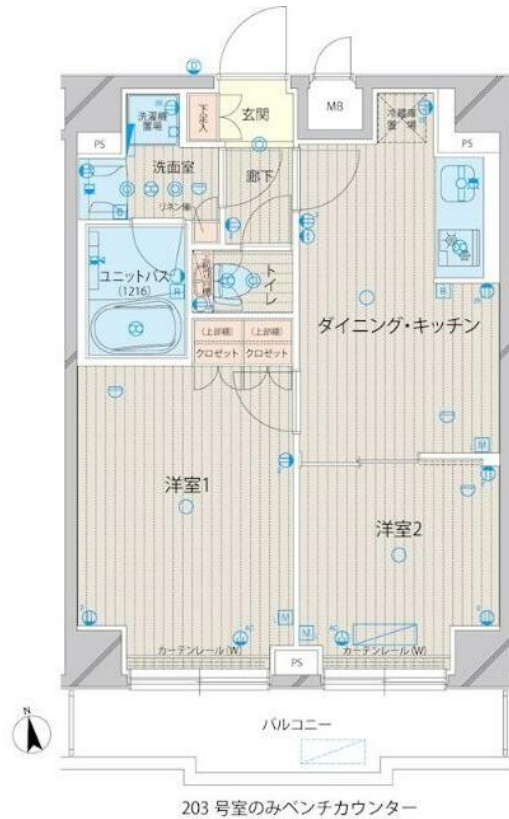 玄関
MB
下足入
洗濯機
置場
冷蔵庫
置場
PS
PS
洗面室
廊下
リネン庫
トイレ
ユニットバス
(1216)
ダイニング・キッチン
(上部棚)
(上部棚)
クロゼット
クロゼット
洋室1
洋室2
カーテンレール(W)
カーテンレール(W)
PS
バルコニー
203 号室のみベンチカウンター